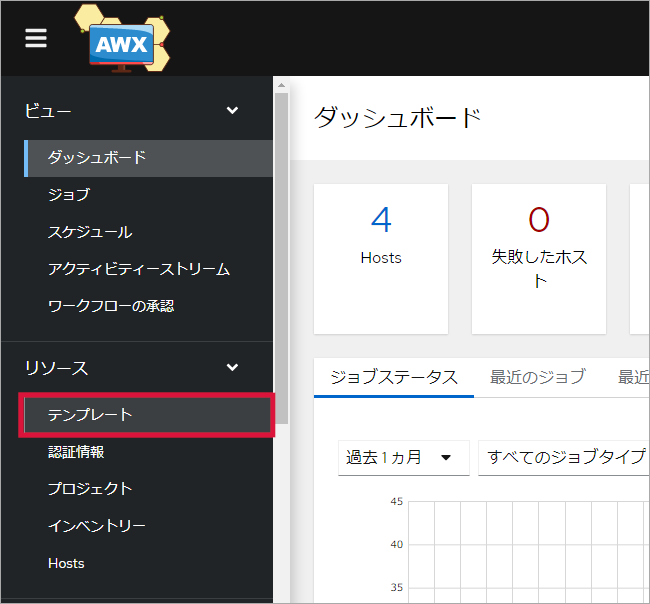 AWX
ビュー
ダッシュボード
ジョブ
スケジュール
アクティビティーストリーム
ワークフローの承認
リソース
テンプレート
認証情報
プロジェクト
インベントリー
Hosts
ダッシュボード
4
Hosts
0
失敗したホス
ト
ジョブステータス 最近のジョブ 最近
過去1ヵ月 すべてのジョブタイプ
45
40
35